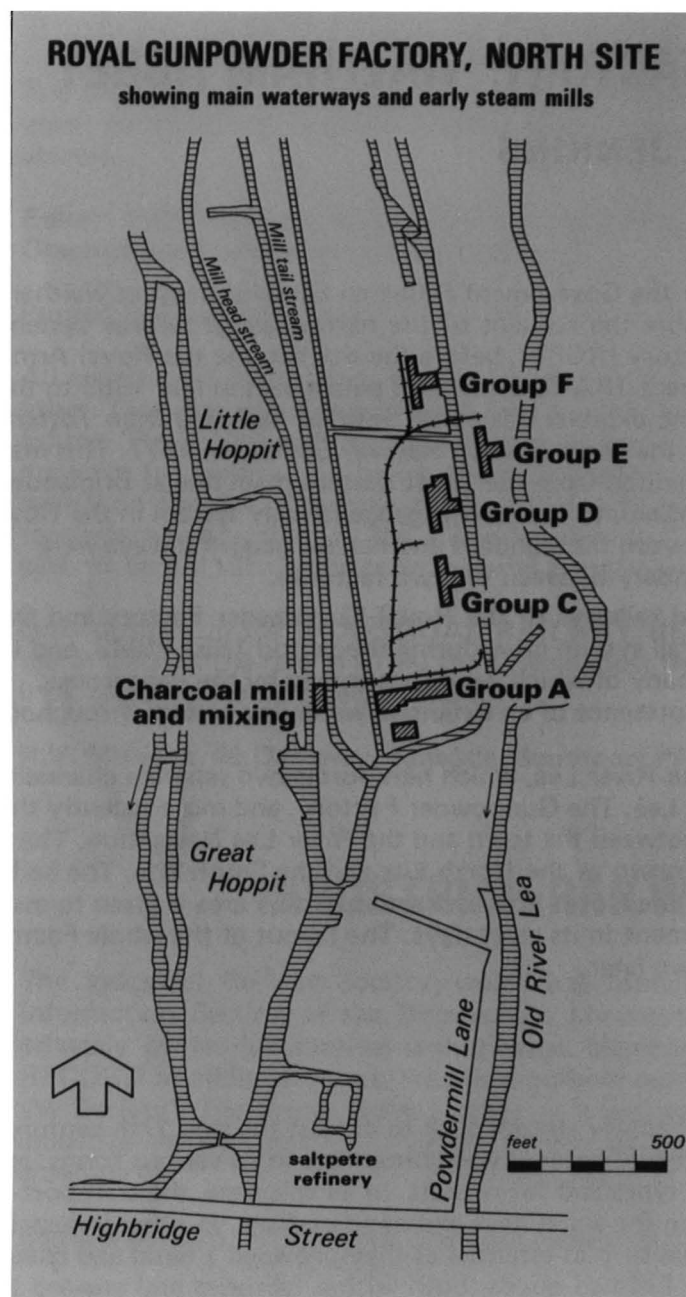 ROYAL GUNPOWDER FACTORY, NORTH SITE
showing main waterways and early steam mills
Mill tail stream
Mill head stream
Group F
Little
Hoppit
Group E
Group D
Group C
Charcoal mill
and mixing
Group A
Great
Hoppit
Old River Lea
Powdermill Lane
saltpetre
refinery
feet 500
Highbridge Street